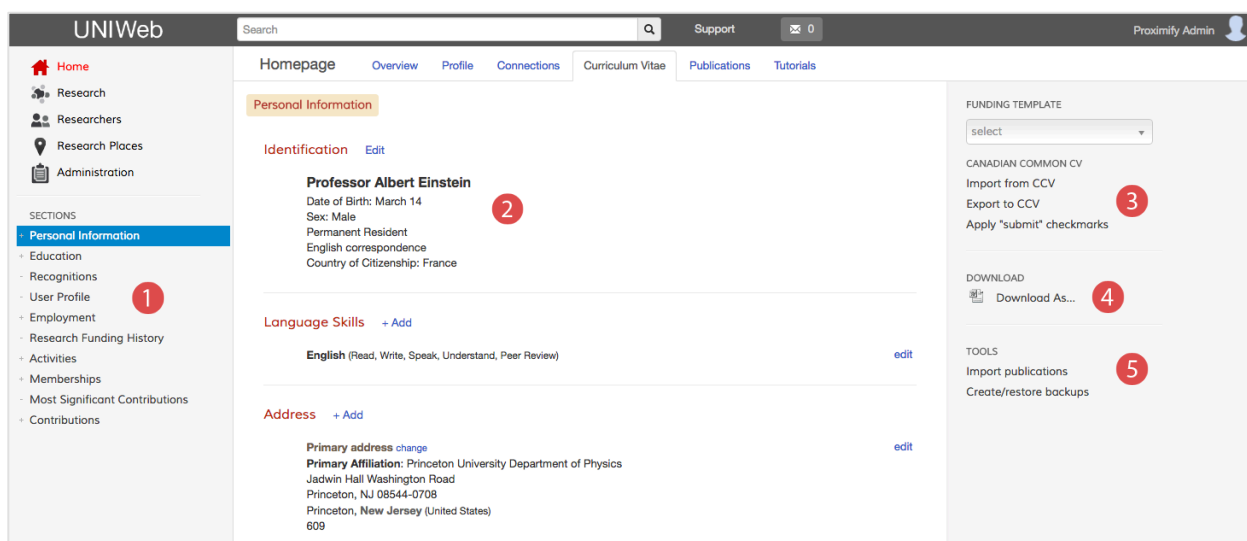 UNIWeb
Search
Support
0
Proximify Admin
Home
Research
Researchers
Research Places
Administration
SECTIONS
+ Personal Information
+ Education
- Recognitions
- User Profile
+ Employment
- Research Funding History
+ Activities
+ Memberships
- Most Significant Contributions
+ Contributions
1
Homepage
Overview
Profile
Connections
Curriculum Vitae
Publications
Tutorials
Personal Information
Identification Edit
Professor Albert Einstein
Date of Birth: March 14
Sex: Male
Permanent Resident
English correspondence
Country of Citizenship: France
2
Language Skills + Add
English (Read, Write, Speak, Understand, Peer Review) edit
Address + Add
Primary address change edit
Primary Affiliation: Princeton University Department of Physics
Jadwin Hall Washington Road
Princeton, NJ 08544-0708
Princeton, New Jersey (United States)
609
FUNDING TEMPLATE
select
CANADIAN COMMON CV
Import from CCV
Export to CCV
Apply "submit" checkmarks
3
DOWNLOAD
Download As...
4
TOOLS
Import publications
Create/restore backups
5